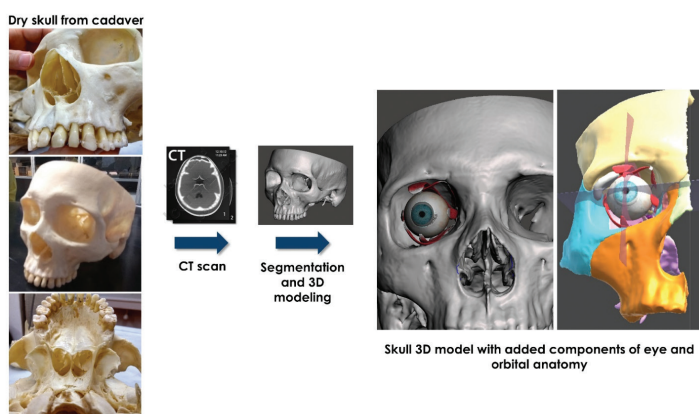 Dry skull from cadaver
CT
CT scan
Segmentation
and 3D
modeling
Skull 3D model with added components of eye and
orbital anatomy